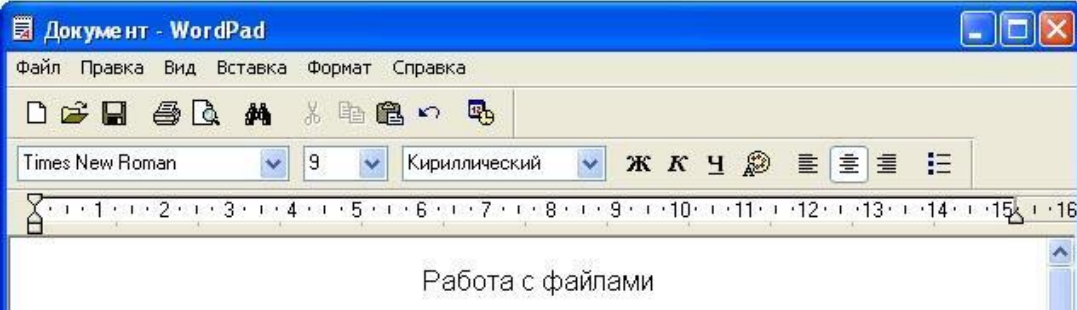 Документ - WordPad
Файл Правка Вид Вставка Формат Справка
12
Times New Roman 9 Кириллический Ж К Ч
1 2 3 4 5 6 7 8 9 10 11 12 13 14 15 16
Работа с файлами